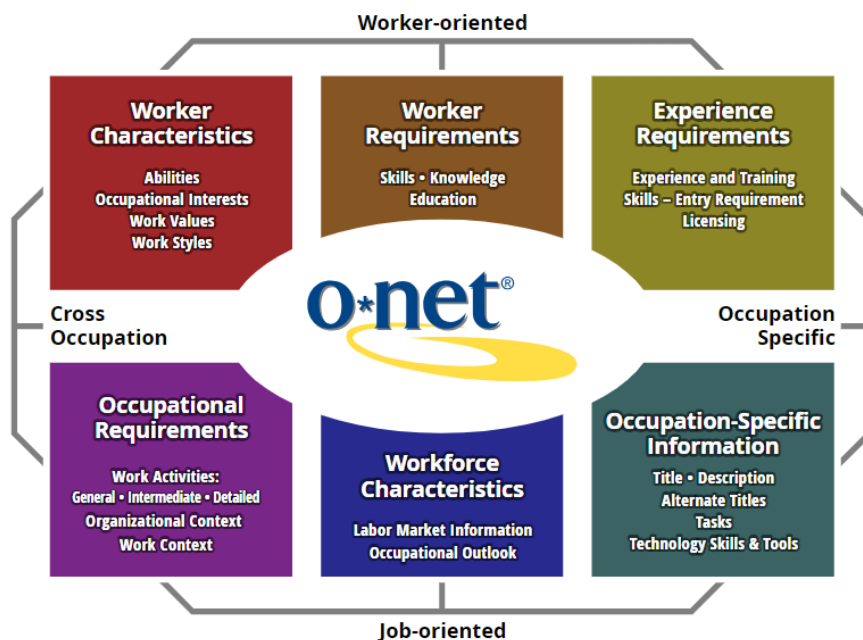 Worker-oriented
Worker
Characteristics
Abilities
Occupational Interests
Work Values
Work Styles
Worker
Requirements
Skills • Knowledge
Education
Experience
Requirements
Experience and Training
Skills – Entry Requirement
Licensing
Cross
Occupation
o*net®
Occupation
Specific
Occupational
Requirements
Work Activities:
General • Intermediate • Detailed
Organizational Context
Work Context
Workforce
Characteristics
Labor Market Information
Occupational Outlook
Occupation-Specific
Information
Title • Description
Alternate Titles
Tasks
Technology Skills & Tools
Job-oriented